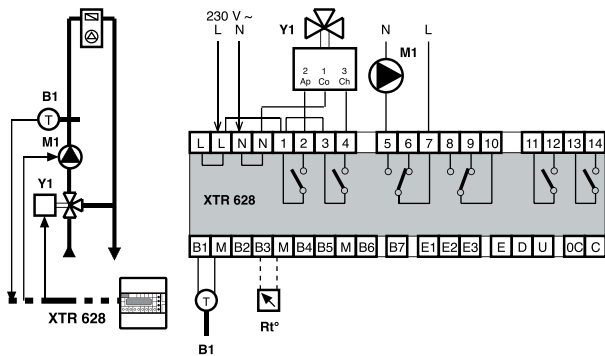 230 V ~
L N
Y1
2 1 3
Ap Co Ch
N L
M1
B1
T
M1
Y1
L L N N 1 2 3 4 5 6 7 8 9 10 11 12 13 14
XTR 628
B1 M B2 B3 M B4 B5 M B6 B7 E1 E2 E3 E D U 0C C
T
Rt°
B1
XTR 628